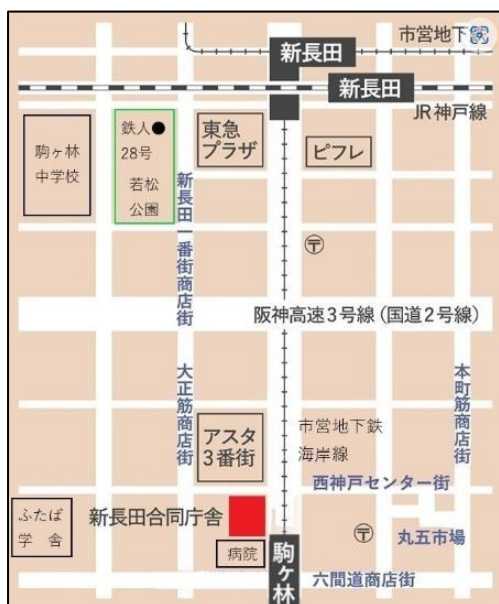 市営地下鉄
新長田
新長田
JR神戸線
駒ヶ林
中学校
鉄人
28号
若松
公園
新長田一番街商店街
東急
プラザ
ピフレ
〒
阪神高速3号線(国道2号線)
大正筋商店街
本町筋商店街
アスタ
3番街
市営地下鉄
海岸線
西神戸センター街
ふたば
学舎
新長田合同庁舎
病院
駒ヶ林
〒
丸五市場
六間道商店街